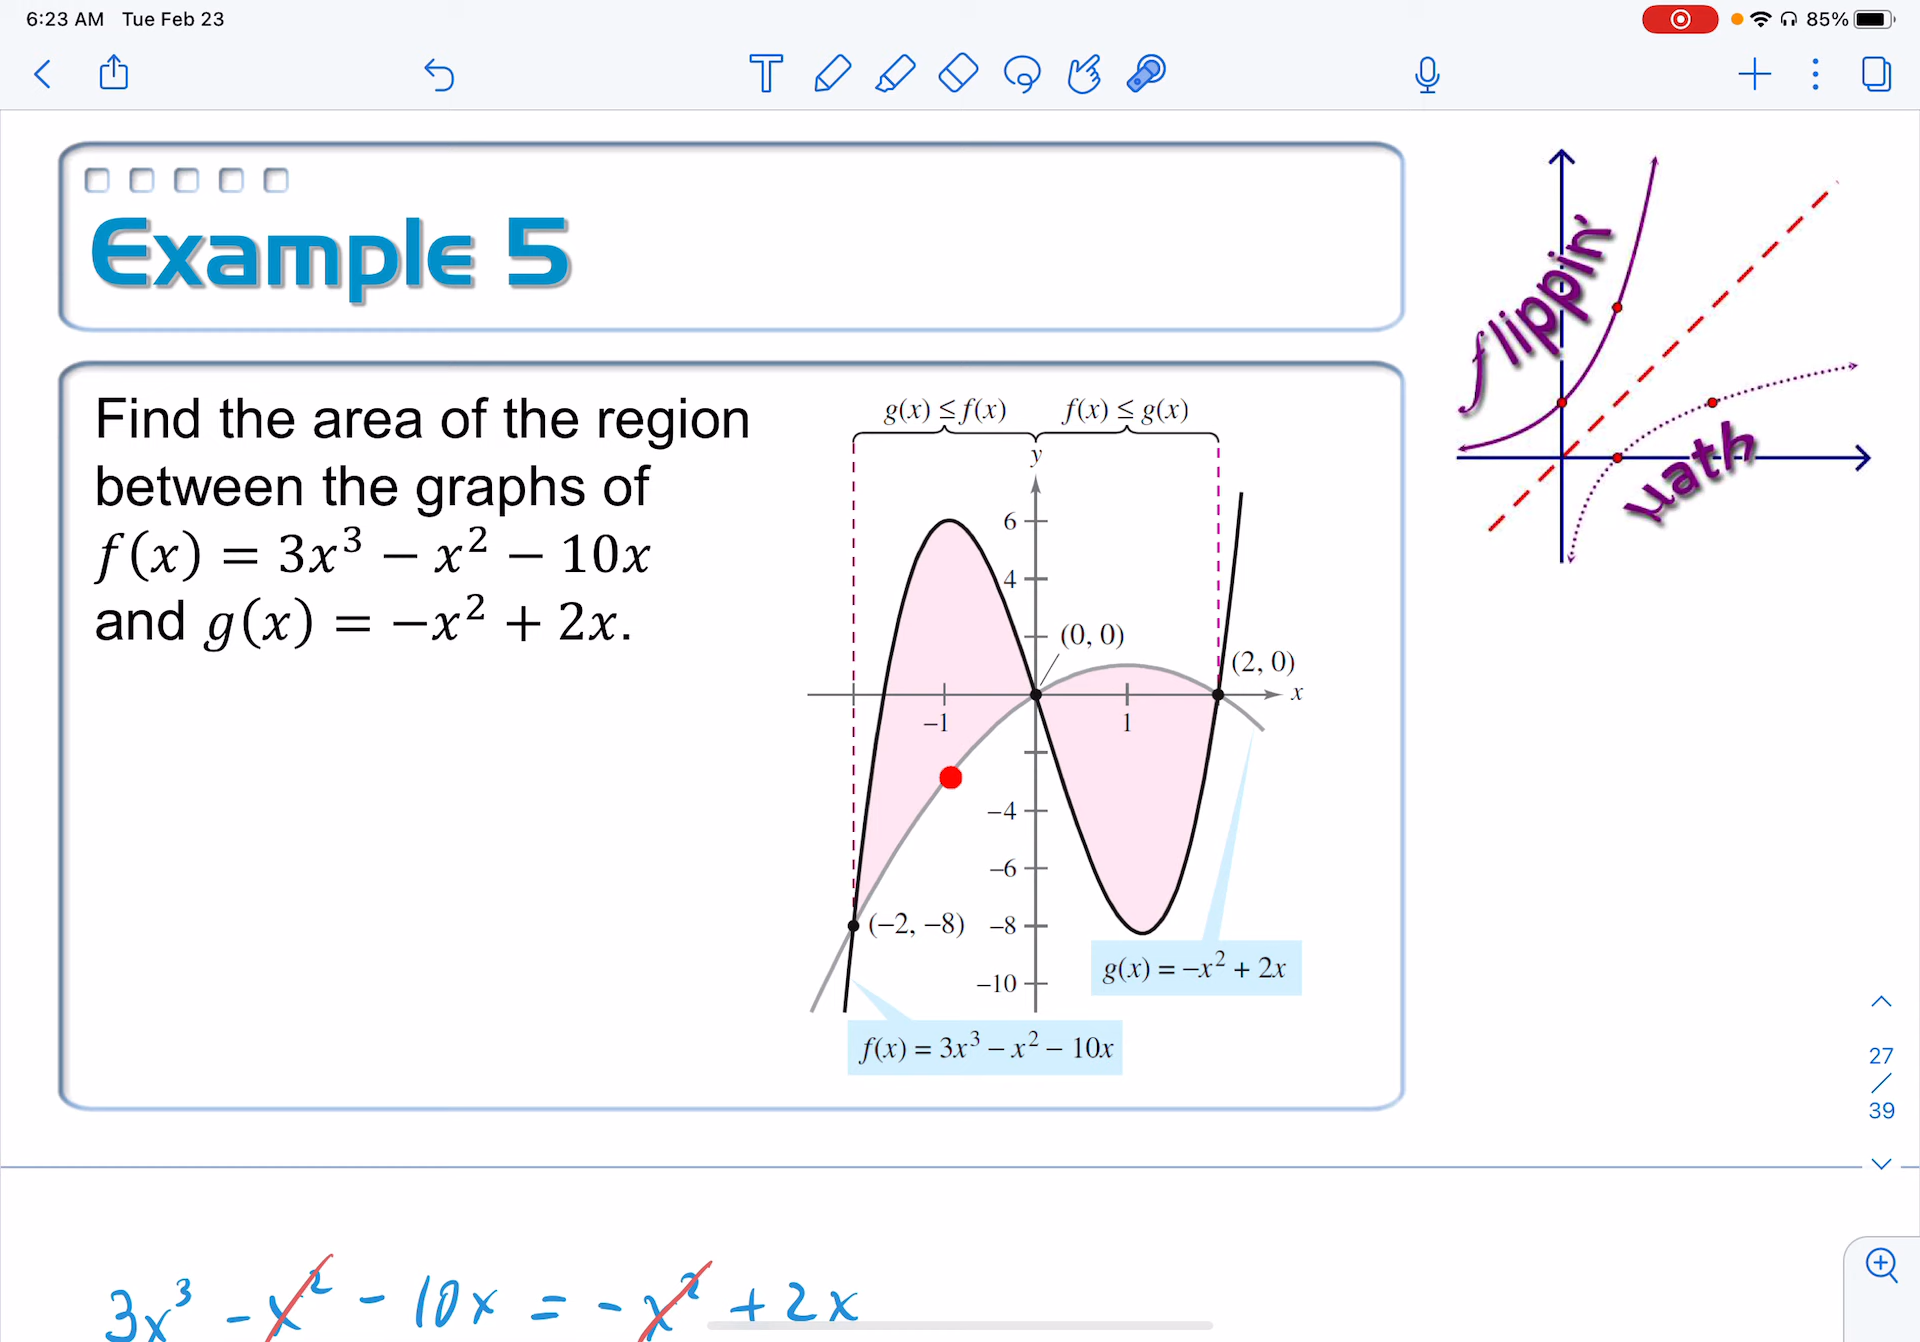 6:23 AM Tue Feb 23
85%
Example 5
flippin'
math
Find the area of the region
between the graphs of
f(x) = 3x³ − x² − 10x
and g(x) = −x² + 2x.
g(x) ≤ f(x) f(x) ≤ g(x)
y
6
4
(0, 0)
(2, 0)
x
−1
1
−4
−6
(−2, −8)
−8
−10
g(x) = −x² + 2x
f(x) = 3x³ − x² − 10x
27
/
39
3x³ - x² - 10x = - x² + 2x